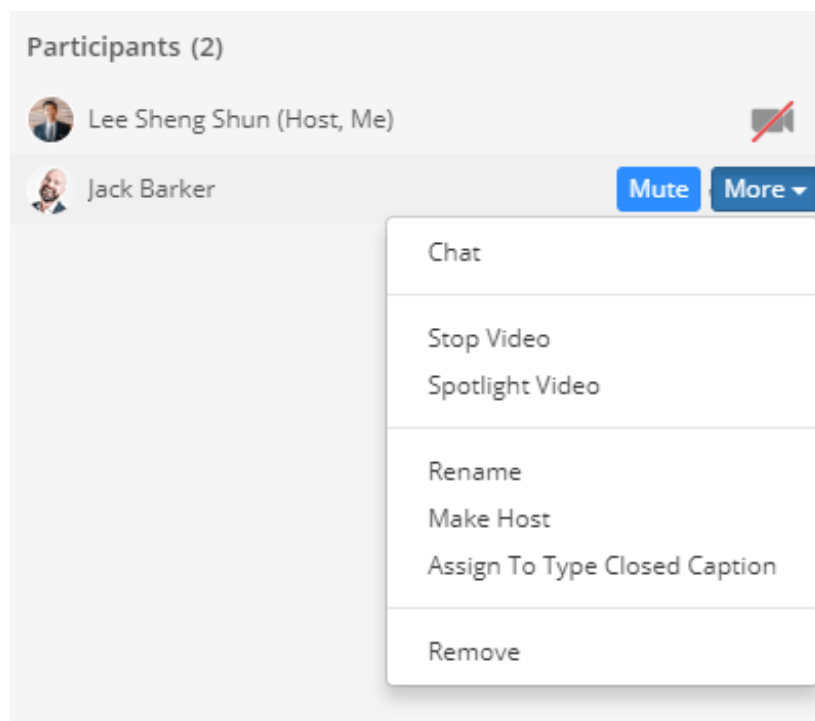 Participants (2)
Lee Sheng Shun (Host, Me)
Jack Barker Mute More
Chat
Stop Video
Spotlight Video
Rename
Make Host
Assign To Type Closed Caption
Remove